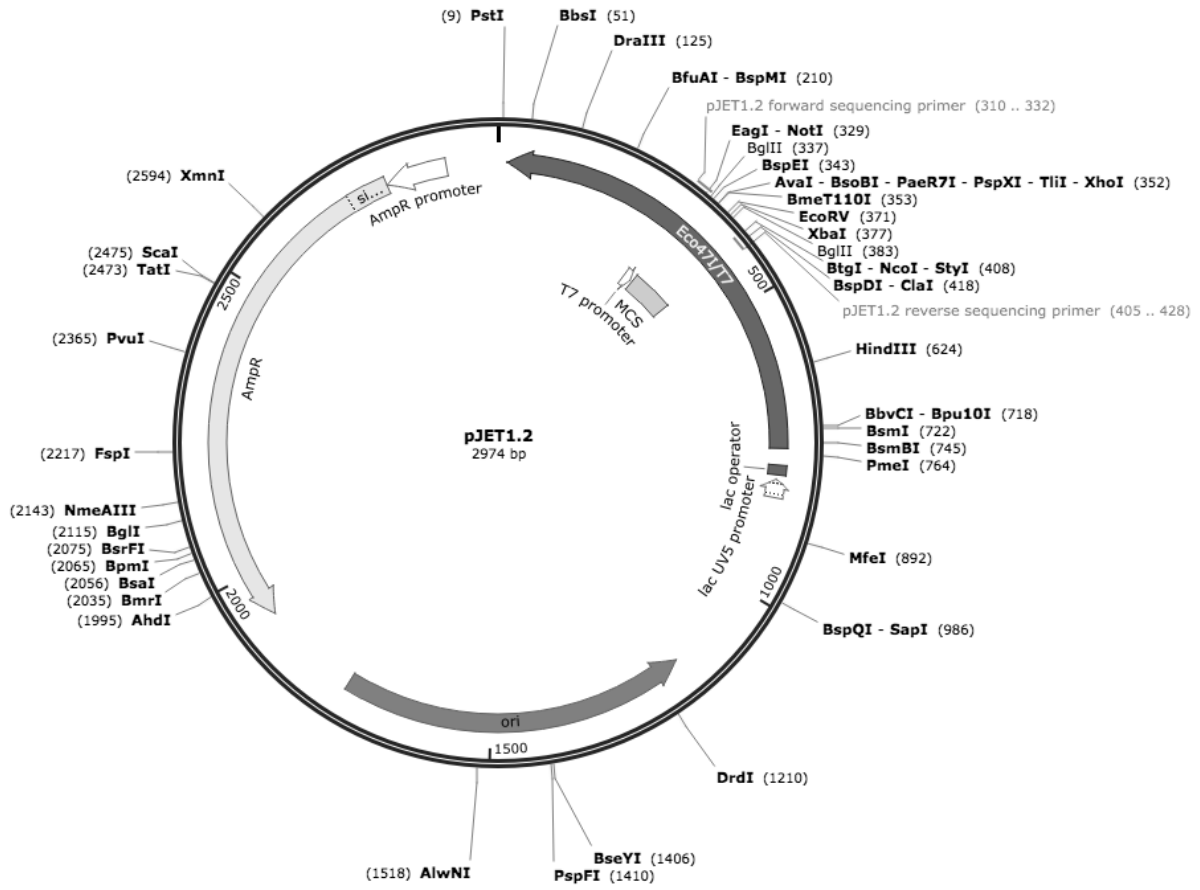 (9) PstI
BbsI (51)
DraIII (125)
BfuAI - BspMI (210)
pJET1.2 forward sequencing primer (310 .. 332)
EagI - NotI (329)
BglII (337)
BspEI (343)
AvaI - BsoBI - PaeR7I - PspXI - TliI - XhoI (352)
BmeT110I (353)
EcoRV (371)
XbaI (377)
BglII (383)
BtgI - NcoI - StyI (408)
BspDI - ClaI (418)
pJET1.2 reverse sequencing primer (405 .. 428)
HindIII (624)
BbvCI - Bpu10I (718)
BsmI (722)
BsmBI (745)
PmeI (764)
MfeI (892)
BspQI - SapI (986)
DrdI (1210)
BseYI (1406)
PspFI (1410)
(1518) AlwNI
(1995) AhdI
(2035) BmrI
(2056) BsaI
(2065) BpmI
(2075) BsrFI
(2115) BglI
(2143) NmeAIII
(2217) FspI
(2365) PvuI
(2473) TatI
(2475) ScaI
(2594) XmnI
500
1000
1500
2000
2500
si...
AmpR promoter
AmpR
Eco47I/T7
T7 promoter
MCS
lac operator
lac UV5 promoter
ori
pJET1.2
2974 bp